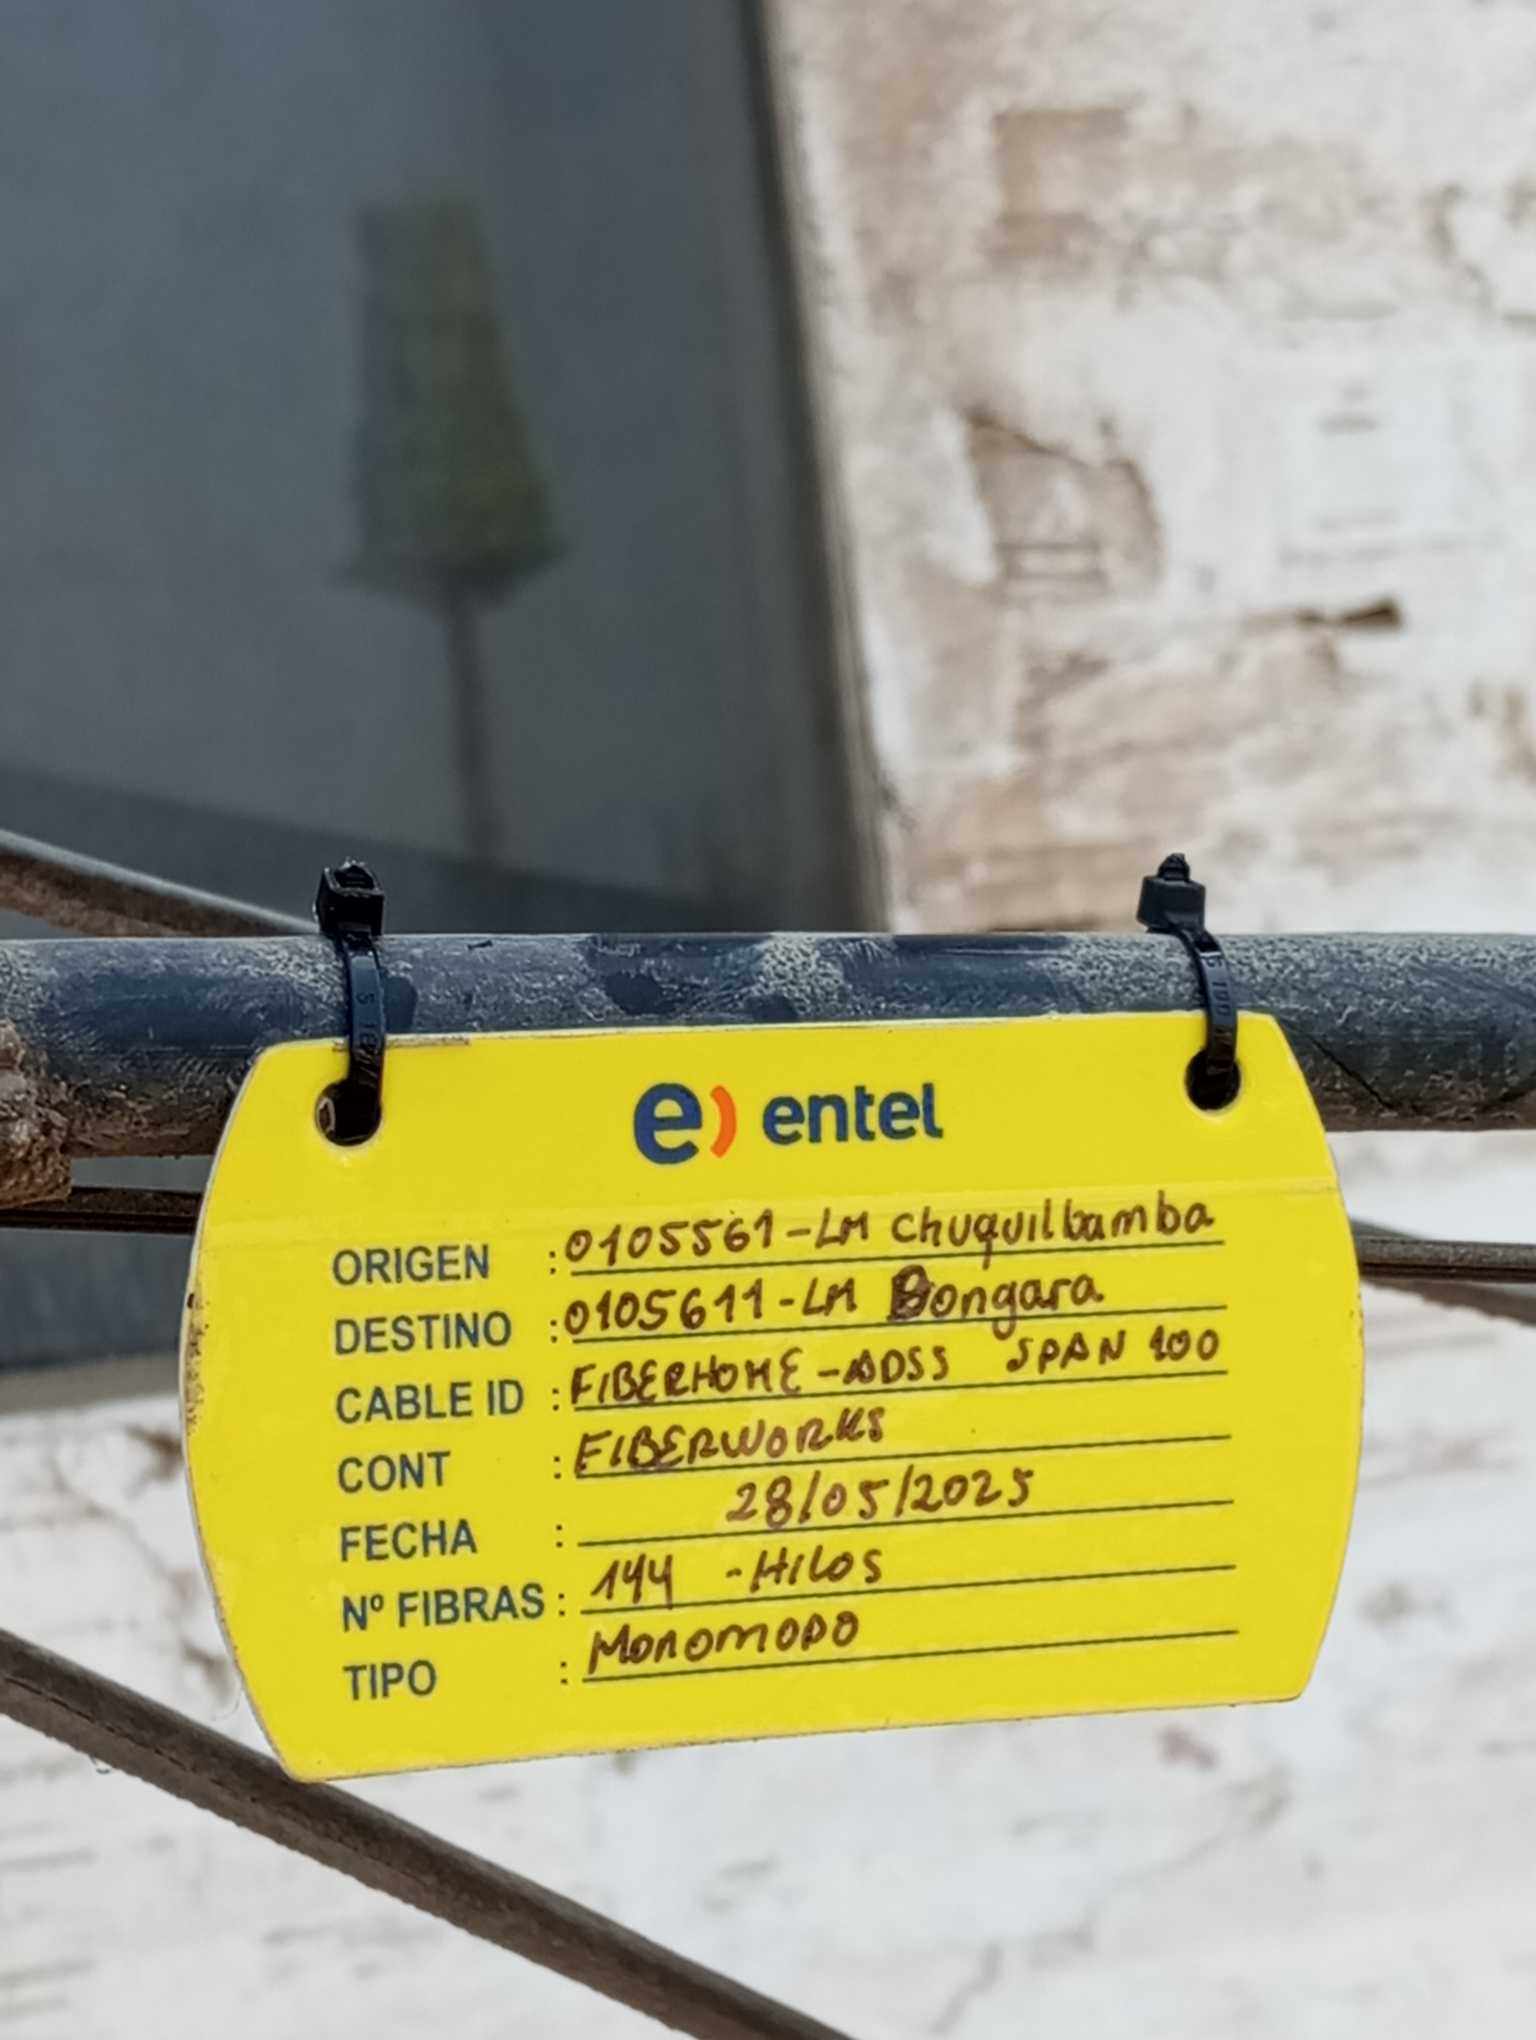 e) entel
ORIGEN : 0105561-LM Chuquilbamba
DESTINO : 0105611-LM Bongara
CABLE ID : FIBERHOME-ADSS SPAN 100
CONT : FIBERWORKS
FECHA : 28/05/2025
Nº FIBRAS : 144 -HILOS
TIPO : MONOMODO